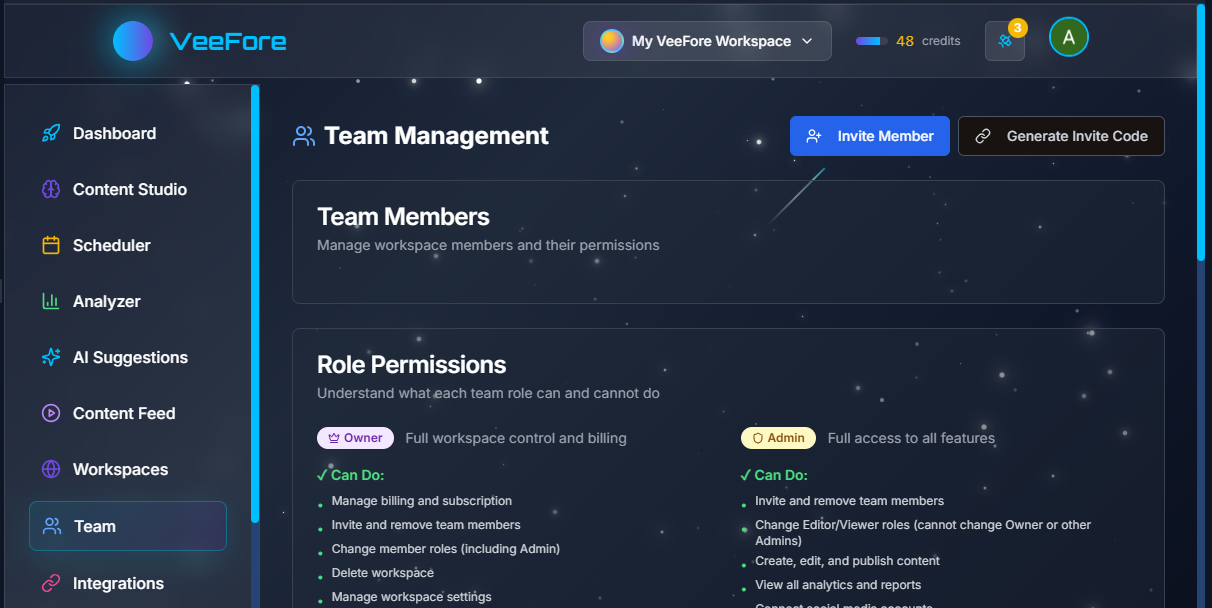 VeeFore
My VeeFore Workspace
48 credits
3
A
Dashboard
Content Studio
Scheduler
Analyzer
AI Suggestions
Content Feed
Workspaces
Team
Integrations
Team Management
Invite Member
Generate Invite Code
Team Members
Manage workspace members and their permissions
Role Permissions
Understand what each team role can and cannot do
Owner Full workspace control and billing
✓ Can Do:
Manage billing and subscription
Invite and remove team members
Change member roles (including Admin)
Delete workspace
Manage workspace settings
Admin Full access to all features
✓ Can Do:
Invite and remove team members
Change Editor/Viewer roles (cannot change Owner or other
Admins)
Create, edit, and publish content
View all analytics and reports
Connect social media accounts